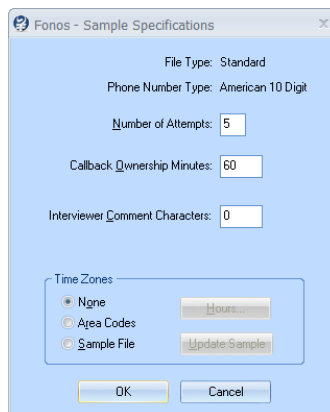 Fonos - Sample Specifications
File Type: Standard
Phone Number Type: American 10 Digit
Number of Attempts: 5
Callback Ownership Minutes: 60
Interviewer Comment Characters: 0
Time Zones
None
Hours...
Area Codes
Sample File
Update Sample
OK
Cancel